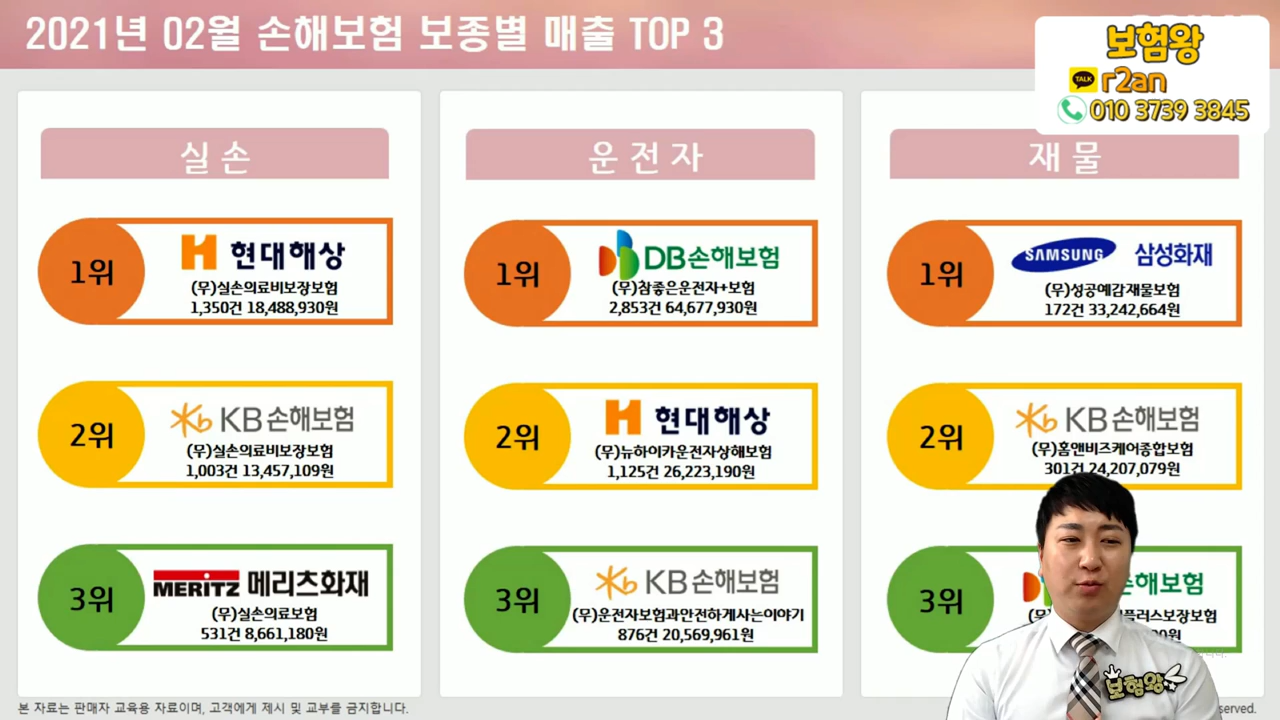 2021년 02월 손해보험 보종별 매출 TOP 3
보험왕
TALK r2an
010 3739 3845
실손
1위
현대해상
(무)실손의료비보장보험
1,350건 18,488,930원
2위
KB손해보험
(무)실손의료비보장보험
1,003건 13,457,109원
3위
MERITZ 메리츠화재
(무)실손의료보험
531건 8,661,180원
운전자
1위
DB손해보험
(무)참좋은운전자+보험
2,853건 64,677,930원
2위
현대해상
(무)뉴하이카운전자상해보험
1,125건 26,223,190원
3위
KB손해보험
(무)운전자보험과안전하게사는이야기
876건 20,569,961원
재물
1위
SAMSUNG 삼성화재
(무)성공예감재물보험
172건 33,242,664원
2위
KB손해보험
(무)홈앤비즈케어종합보험
301건 24,207,079원
3위
손해보험
플러스보장보험
보험왕
본 자료는 판매자 교육용 자료이며, 고객에게 제시 및 교부를 금지합니다.